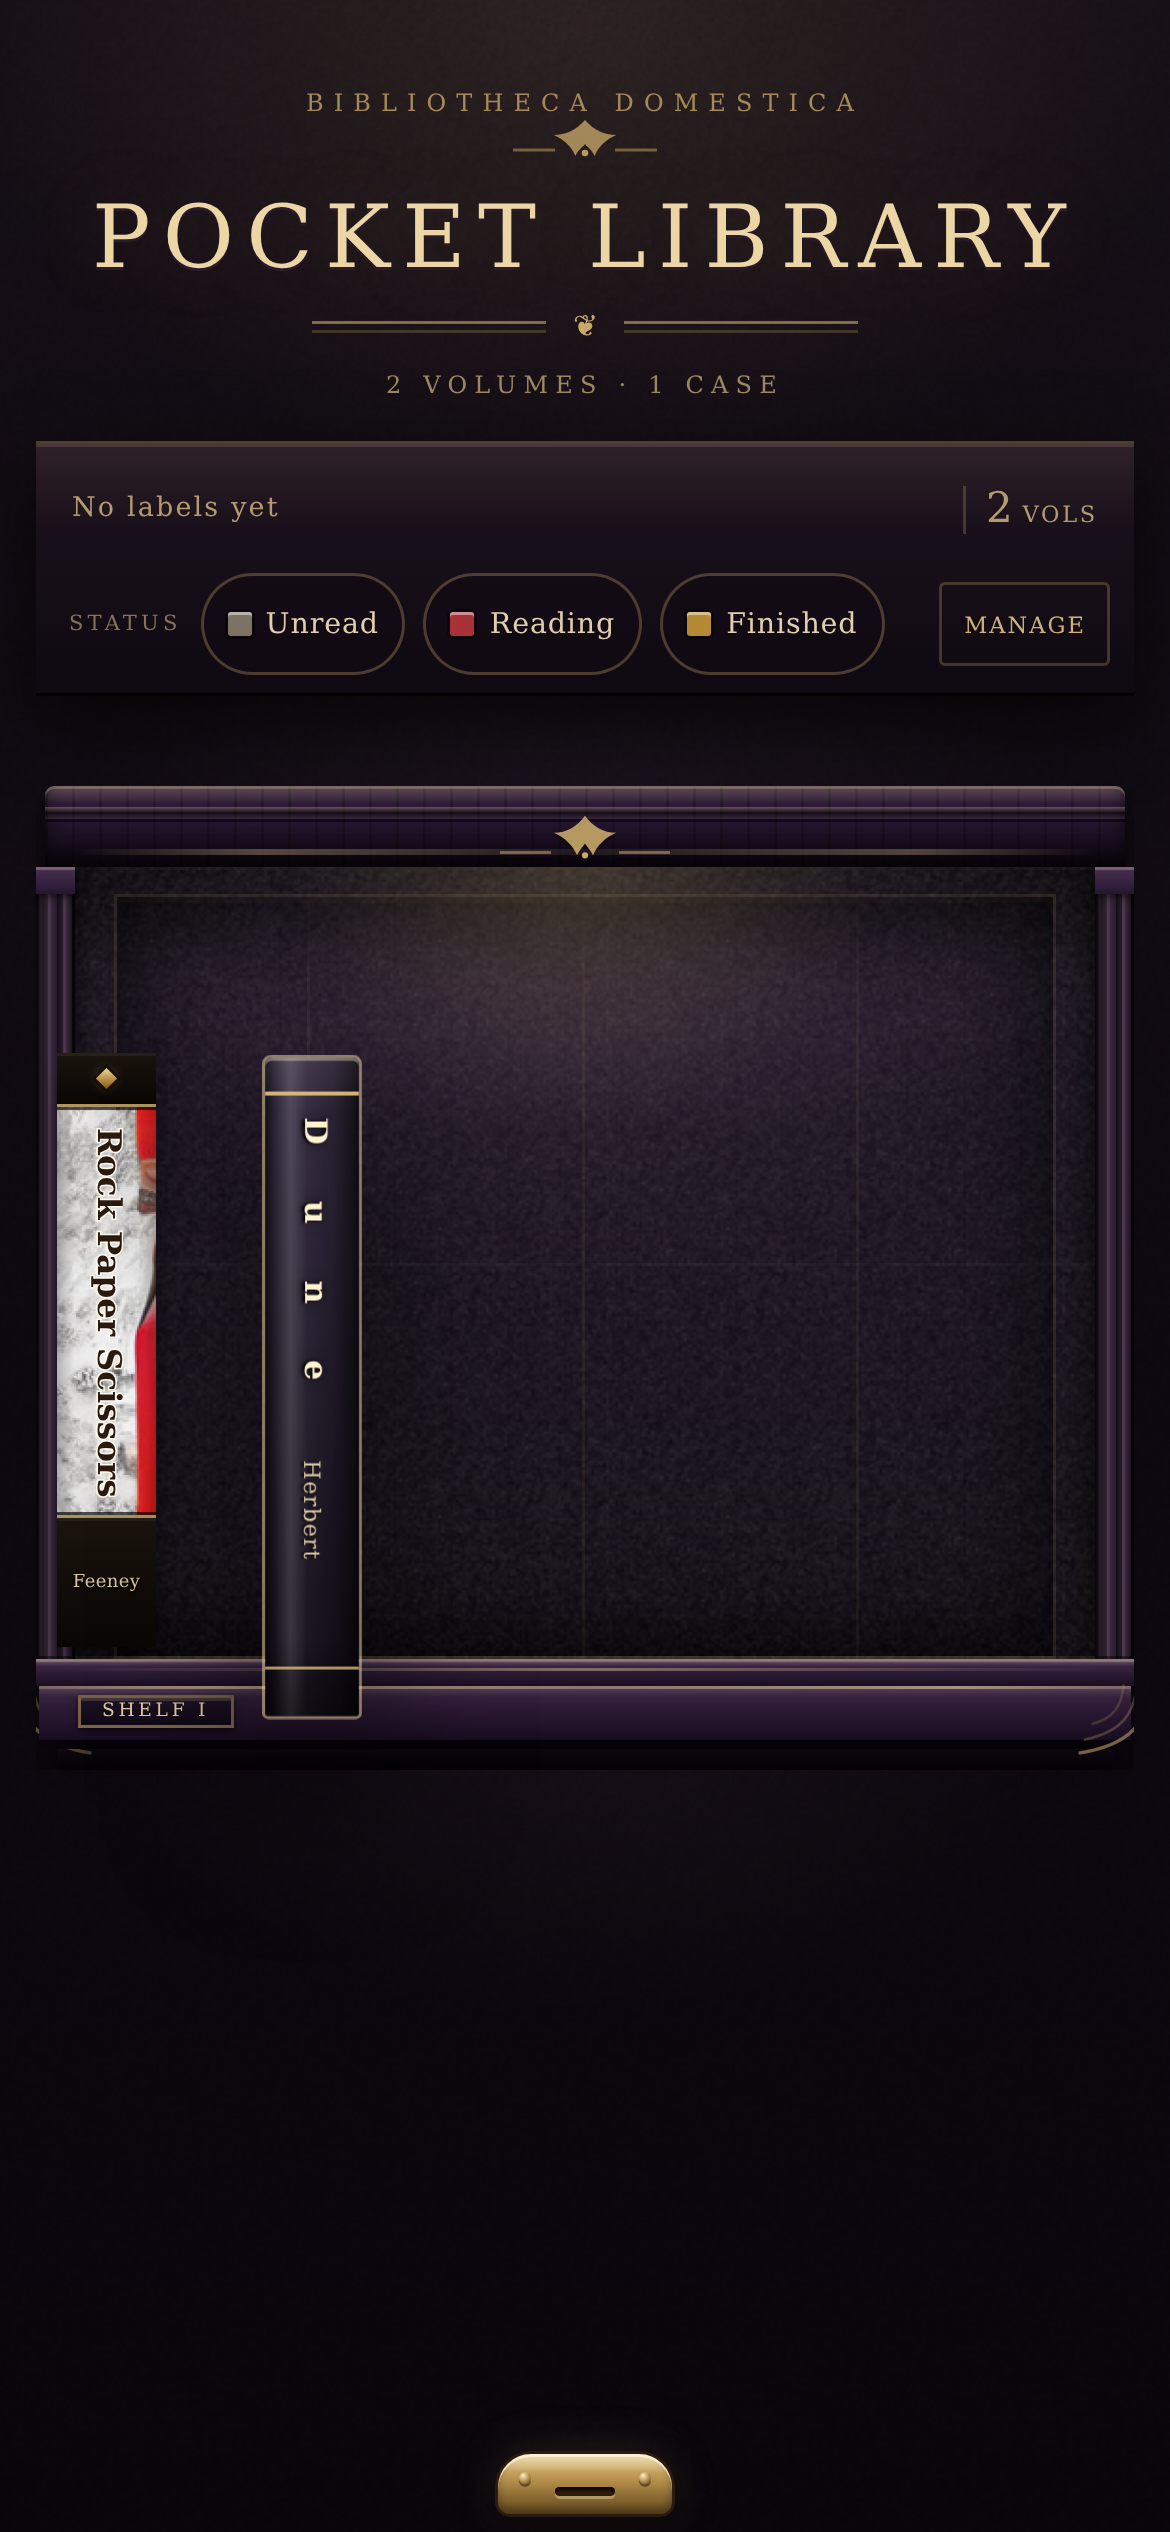 BIBLIOTHECA DOMESTICA
POCKET LIBRARY
2 VOLUMES · 1 CASE
No labels yet
2 VOLS
STATUS
Unread
Reading
Finished
MANAGE
Rock Paper Scissors
Feeney
Dune
Herbert
SHELF I